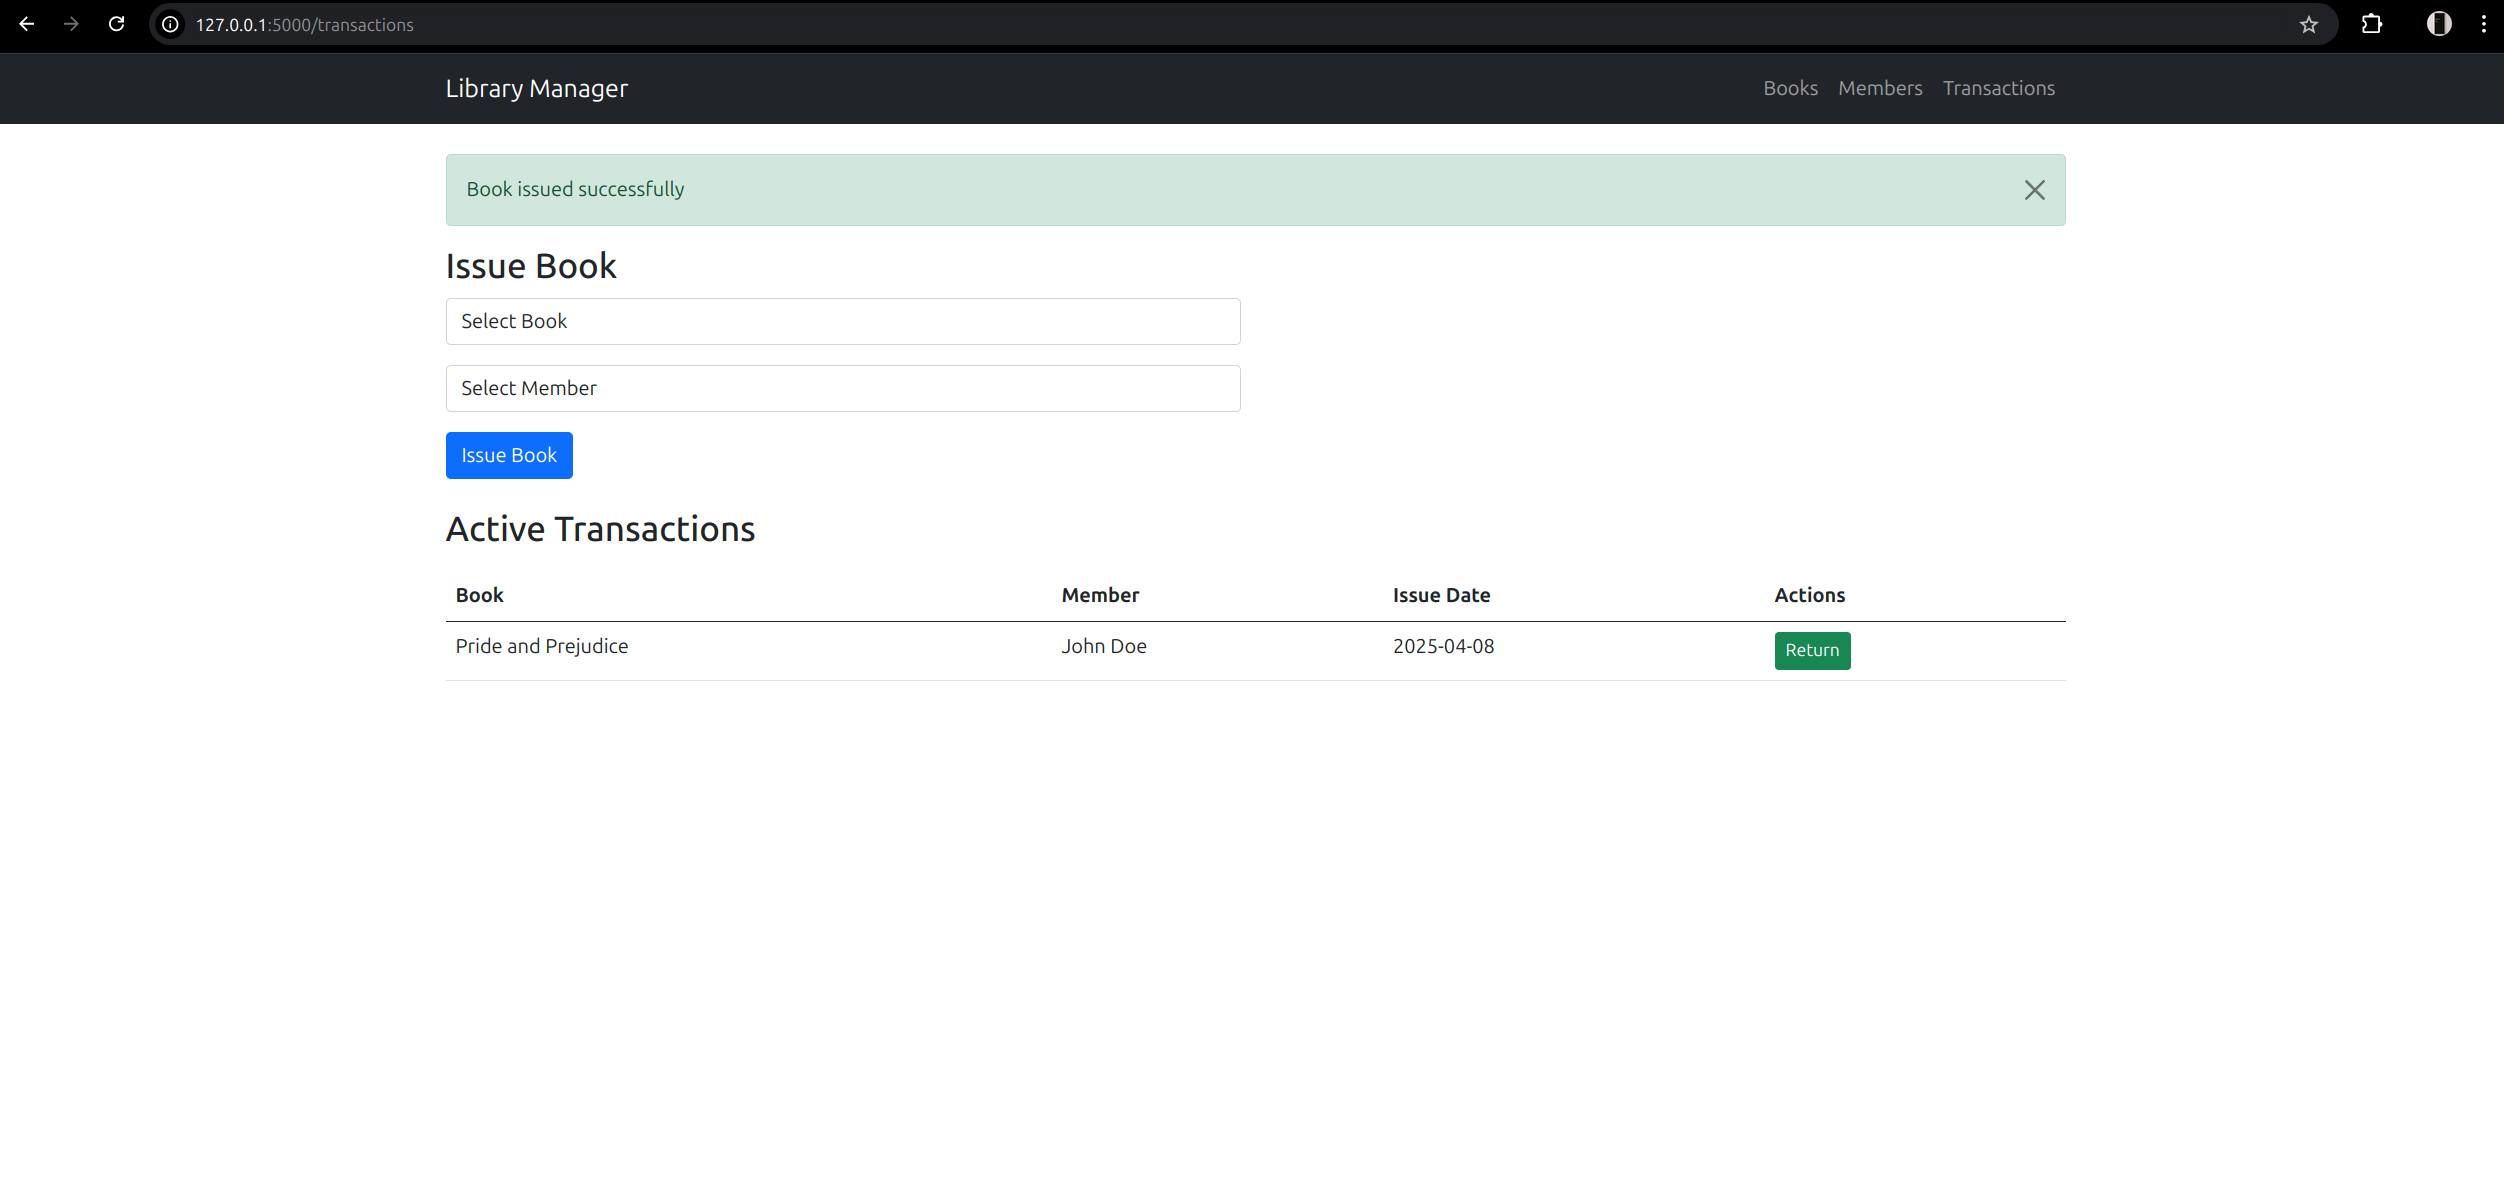 127.0.0.1:5000/transactions
Library Manager Books Members Transactions
Book issued successfully
Issue Book
Select Book
Select Member
Issue Book
Active Transactions
Book Member Issue Date Actions
Pride and Prejudice John Doe 2025-04-08 Return